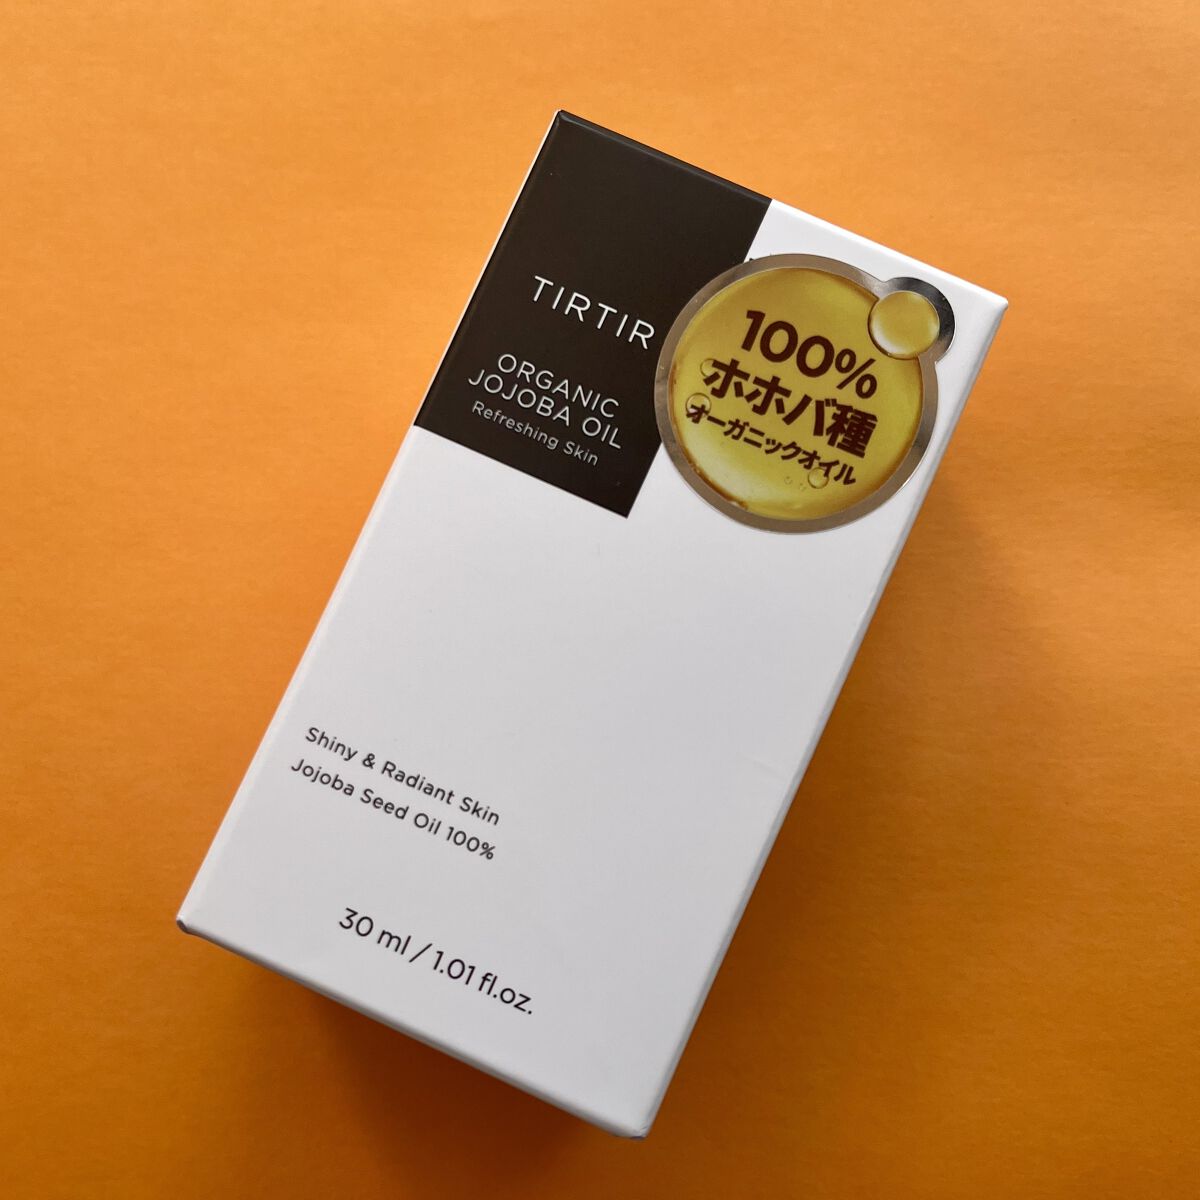 TIRTIR
ORGANIC
JOJOBA OIL
Refreshing Skin
100%
ホホバ種
オーガニックオイル
Shiny & Radiant Skin
Jojoba Seed Oil 100%
30 ml / 1.01 fl.oz.